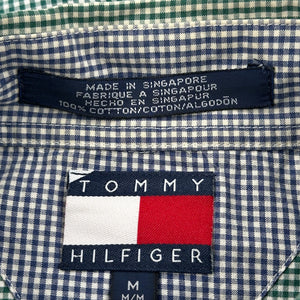 MADE IN SINGAPORE
FABRIQUE A SINGAPOUR
HECHO EN SINGAPUR
100% COTTON/COTON/ALGODÓN
TOMMY
HILFIGER
M
M/M